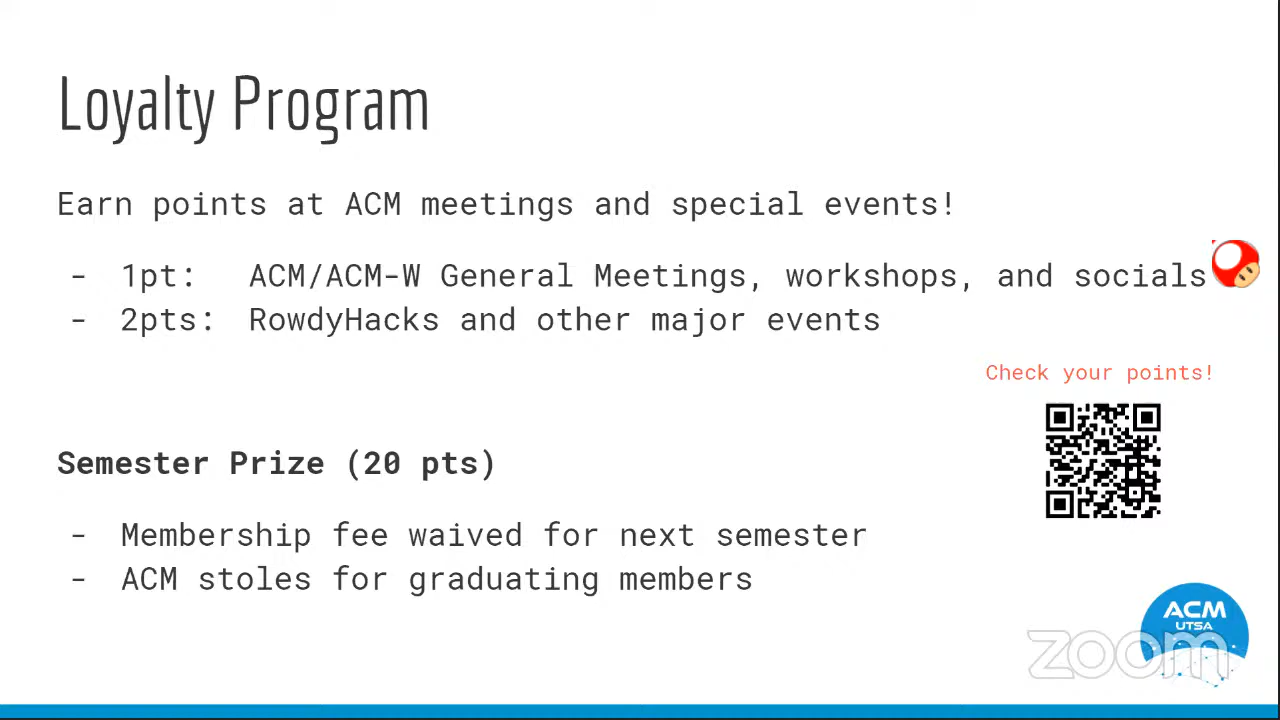 Loyalty Program
Earn points at ACM meetings and special events!
- 1pt: ACM/ACM-W General Meetings, workshops, and socials
- 2pts: RowdyHacks and other major events
Check your points!
Semester Prize (20 pts)
- Membership fee waived for next semester
- ACM stoles for graduating members
ACM
UTSA
zoom